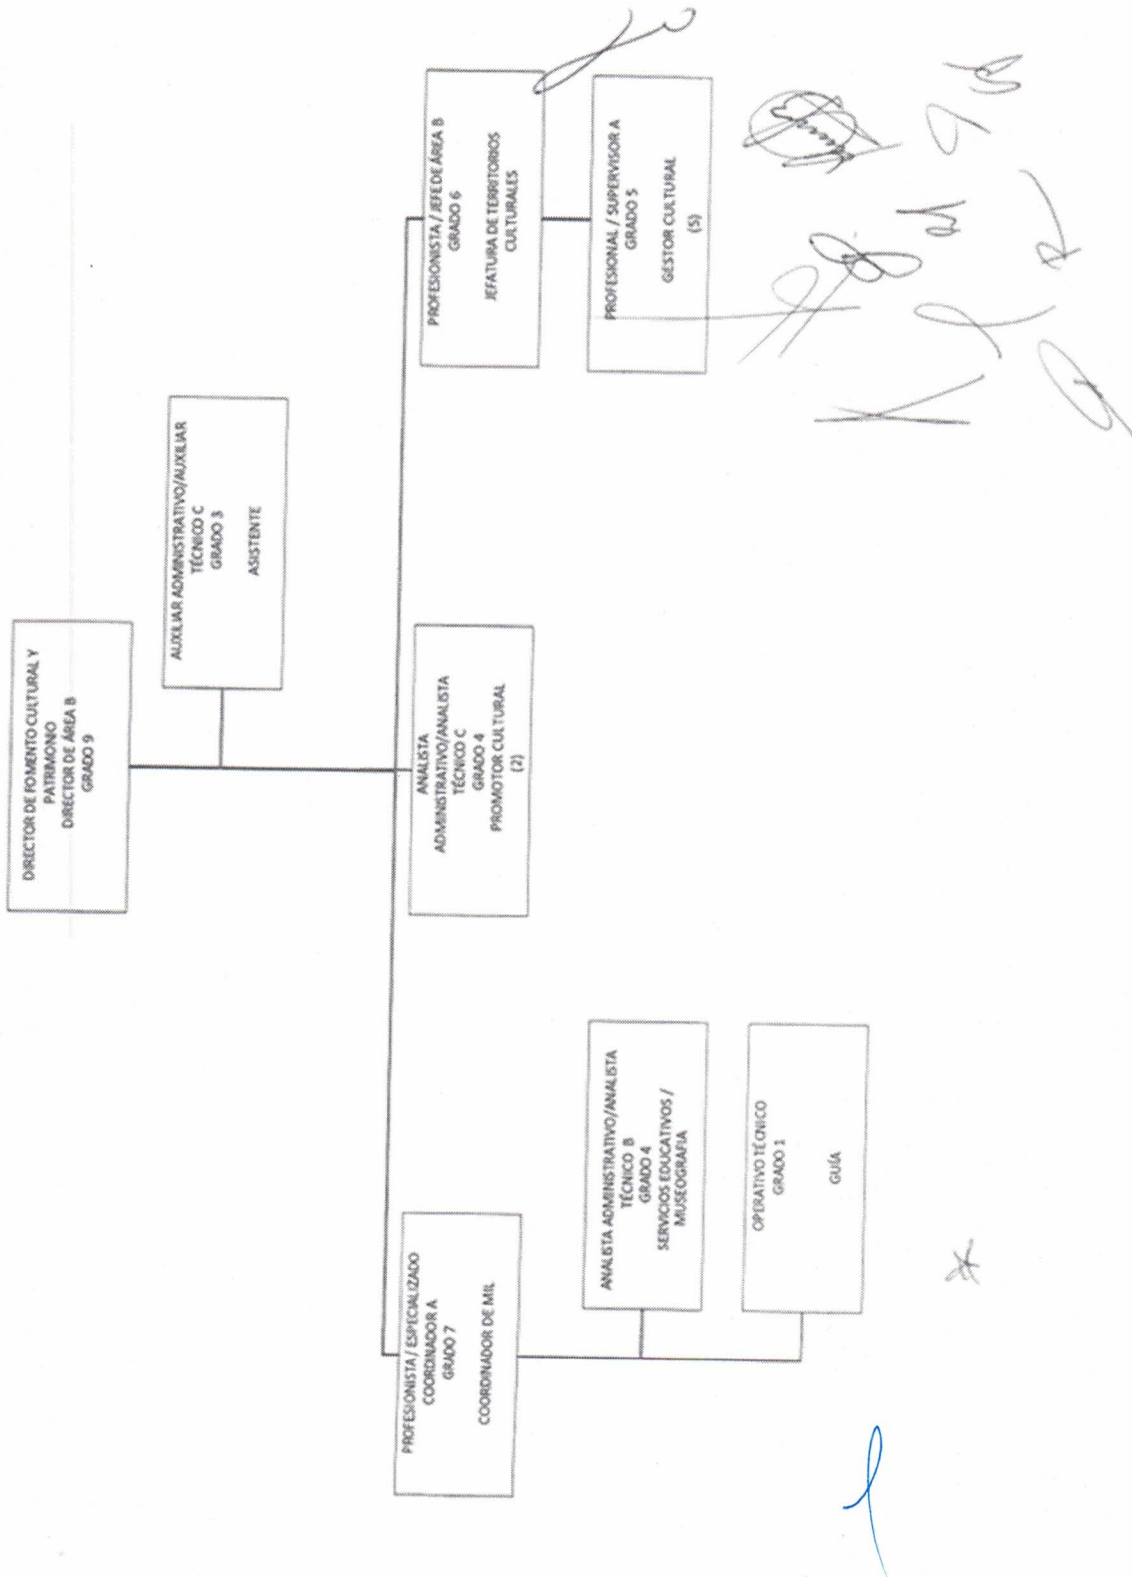 DIRECTOR DE FOMENTO CULTURAL Y
PATRIMONIO
DIRECTOR DE ÁREA B
GRADO 9
AUXILIAR ADMINISTRATIVO/AUXILIAR
TÉCNICO C
GRADO 3
ASISTENTE
PROFESIONISTA / ESPECIALIZADO
COORDINADOR A
GRADO 7
COORDINADOR DE MIL
ANALISTA
ADMINISTRATIVO/ANALISTA
TÉCNICO C
GRADO 4
PROMOTOR CULTURAL
(2)
PROFESIONISTA / JEFE DE ÁREA B
GRADO 6
JEFATURA DE TERRITORIOS
CULTURALES
ANALISTA ADMINISTRATIVO/ANALISTA
TÉCNICO B
GRADO 4
SERVICIOS EDUCATIVOS /
MUSEOGRAFIA
PROFESIONAL / SUPERVISOR A
GRADO 5
GESTOR CULTURAL
(5)
OPERATIVO TÉCNICO
GRADO 1
GUÍA